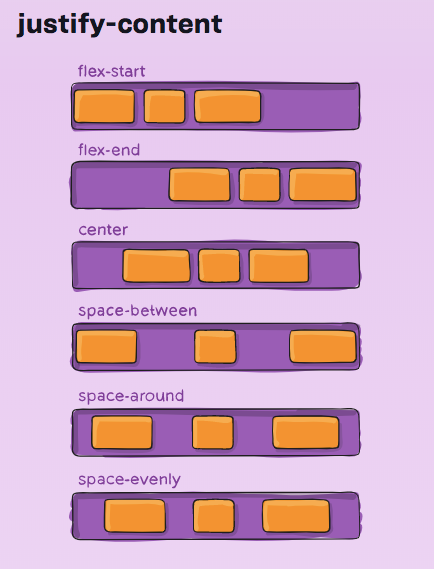 justify-content
flex-start
flex-end
center
space-between
space-around
space-evenly